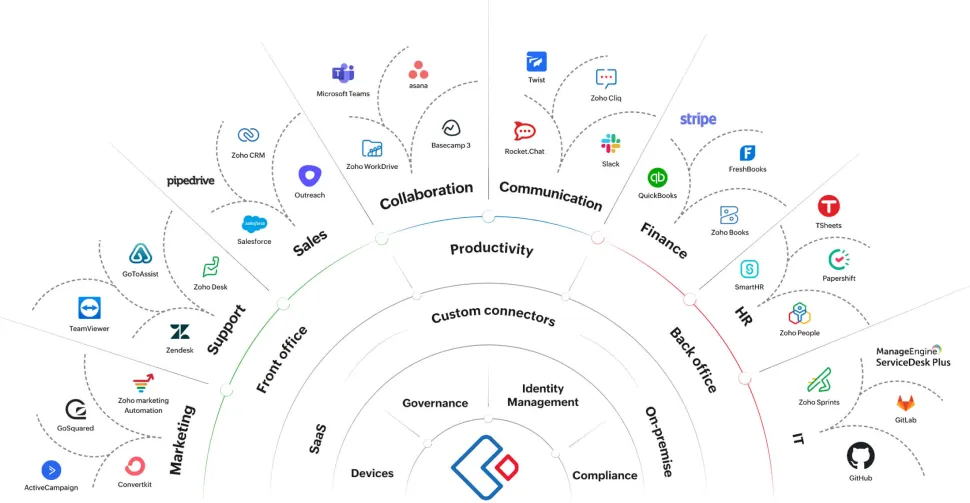 Twist
Zoho Cliq
Rocket.Chat
Slack
Communication
Microsoft Teams
asana
Zoho WorkDrive
Basecamp 3
Collaboration
stripe
FreshBooks
QuickBooks
Zoho Books
Finance
Zoho CRM
pipedrive
Outreach
Salesforce
Sales
TSheets
SmartHR
Papershift
Zoho People
HR
GoToAssist
Zoho Desk
TeamViewer
Zendesk
Support
ManageEngine
ServiceDesk Plus
Zoho Sprints
GitLab
GitHub
IT
Zoho marketing
Automation
GoSquared
ActiveCampaign
Convertkit
Marketing
Productivity
Front office
Back office
Custom connectors
SaaS
On-premise
Governance
Identity
Management
Devices
Compliance